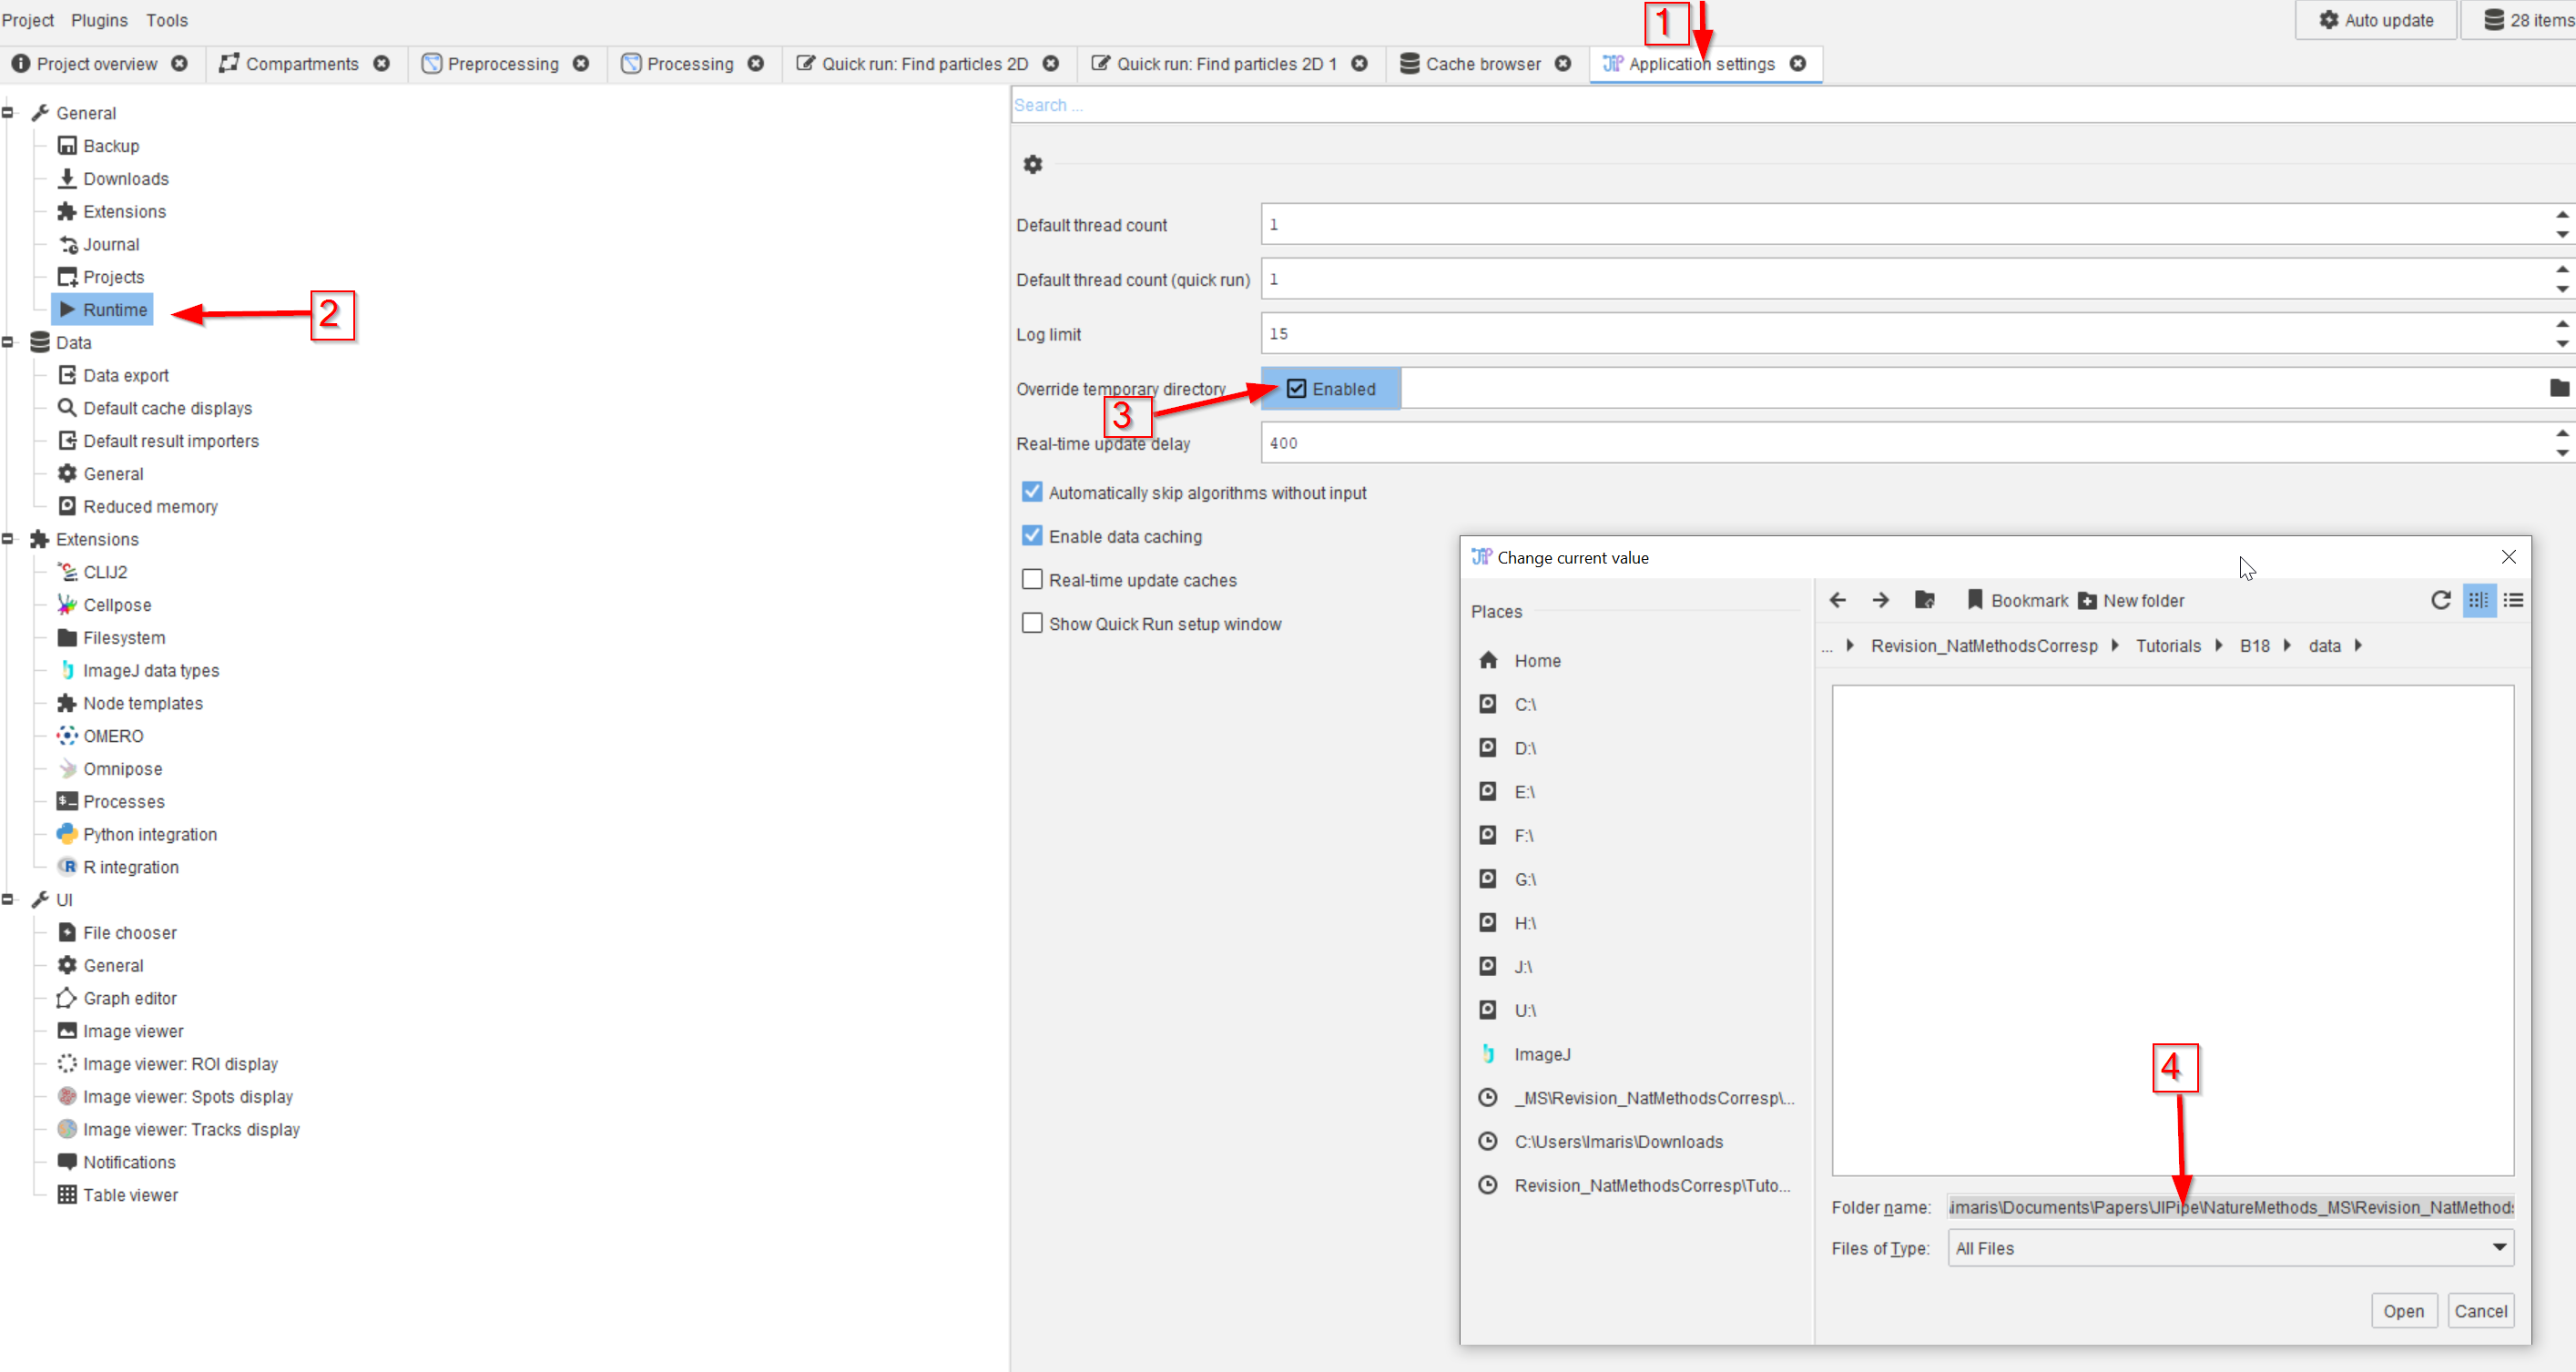 Project Plugins Tools
1
Auto update
28 items
Project overview
Compartments
Preprocessing
Processing
Quick run: Find particles 2D
Quick run: Find particles 2D 1
Cache browser
JIP Application settings
General
Backup
Downloads
Extensions
Journal
Projects
Runtime
2
Data
Data export
Default cache displays
Default result importers
General
Reduced memory
Extensions
CLIJ2
Cellpose
Filesystem
ImageJ data types
Node templates
OMERO
Omnipose
Processes
Python integration
R integration
UI
File chooser
General
Graph editor
Image viewer
Image viewer: ROI display
Image viewer: Spots display
Image viewer: Tracks display
Notifications
Table viewer
Search ...
Default thread count 1
Default thread count (quick run) 1
Log limit 15
Override temporary directory Enabled
3
Real-time update delay 400
Automatically skip algorithms without input
Enable data caching
Real-time update caches
Show Quick Run setup window
JIP Change current value
Places
Home
C:\
D:\
E:\
F:\
G:\
H:\
J:\
U:\
ImageJ
_MS\Revision_NatMethodsCorresp\...
C:\Users\Imaris\Downloads
Revision_NatMethodsCorresp\Tuto...
Bookmark New folder
... Revision_NatMethodsCorresp Tutorials B18 data
4
Folder name: imaris\Documents\Papers\JIPipe\NatureMethods_MS\Revision_NatMethods
Files of Type: All Files
Open Cancel